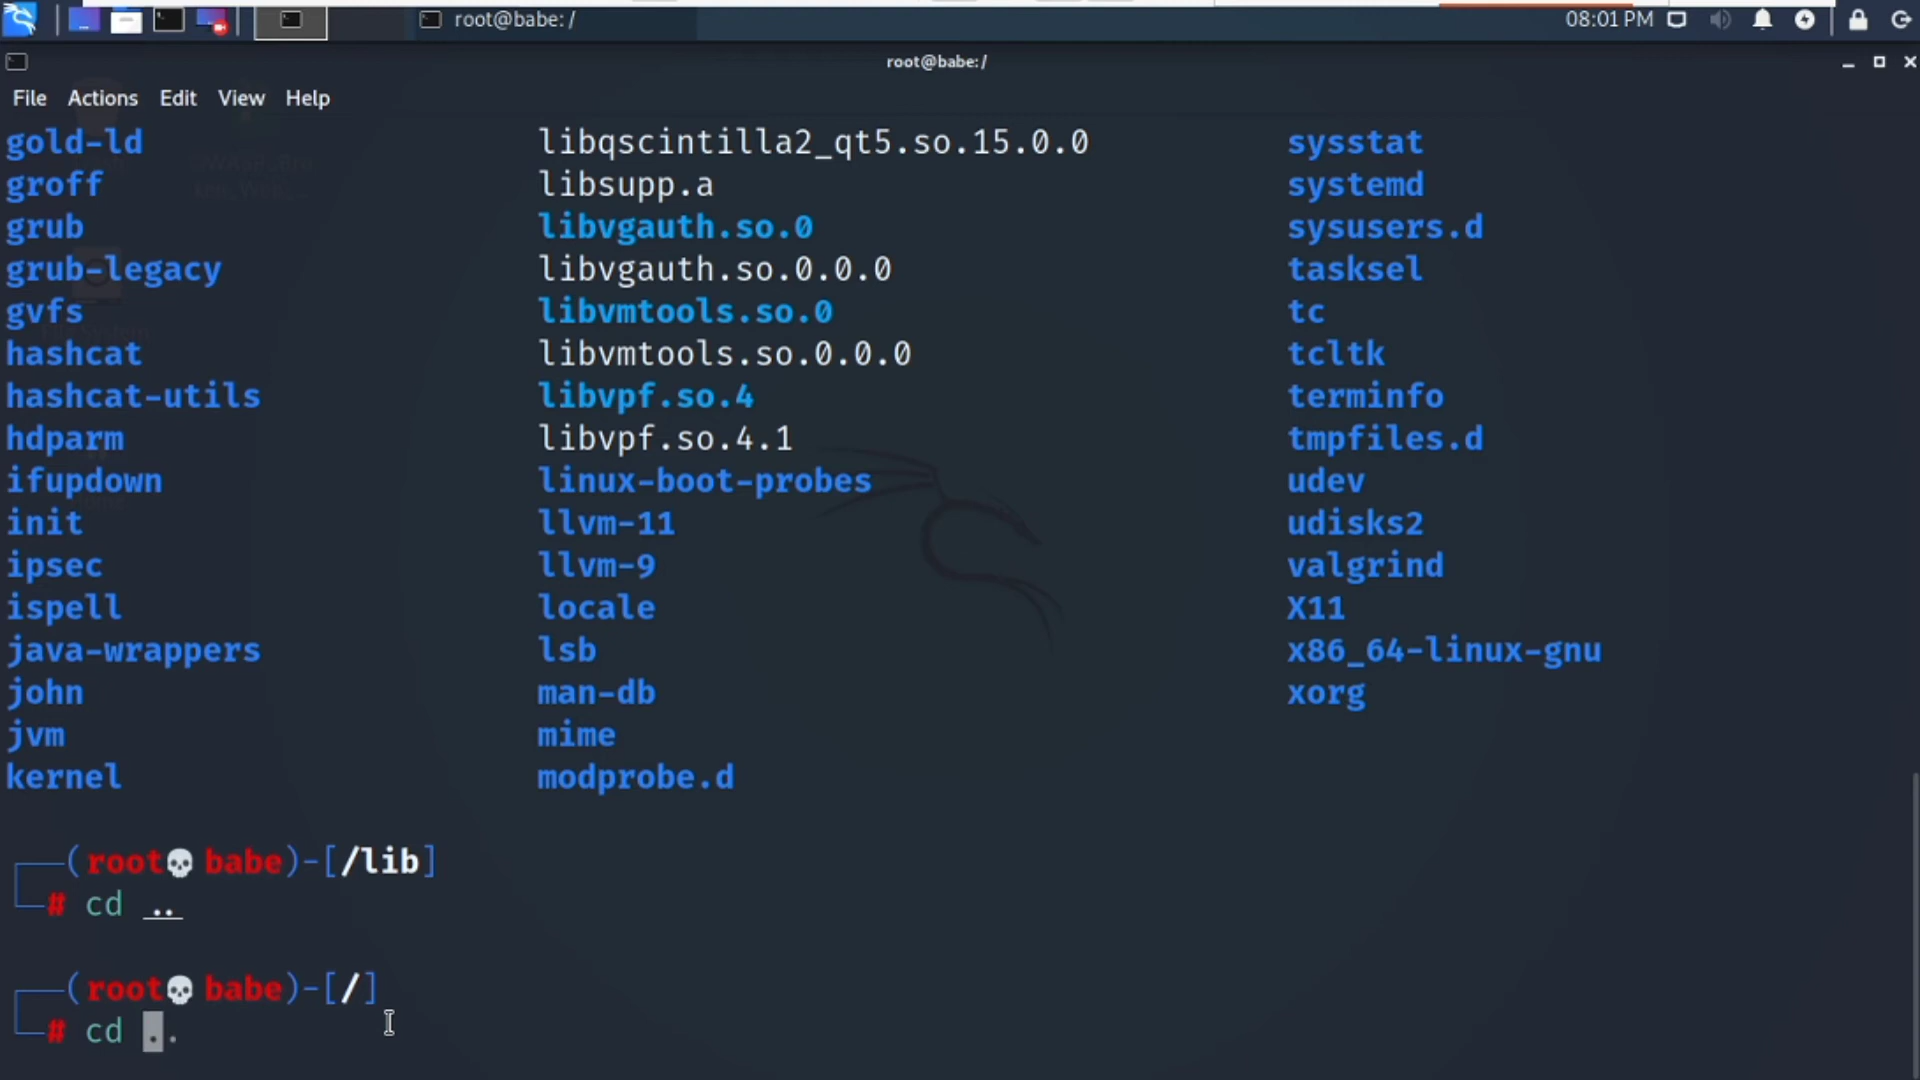 root@babe: /
08:01 PM
root@babe: /
File Actions Edit View Help
gold-ld libqscintilla2_qt5.so.15.0.0 sysstat
groff libsupp.a systemd
grub libvgauth.so.0 sysusers.d
grub-legacy libvgauth.so.0.0.0 tasksel
gvfs libvmtools.so.0 tc
hashcat libvmtools.so.0.0.0 tcltk
hashcat-utils libvpf.so.4 terminfo
hdparm libvpf.so.4.1 tmpfiles.d
ifupdown linux-boot-probes udev
init llvm-11 udisks2
ipsec llvm-9 valgrind
ispell locale X11
java-wrappers lsb x86_64-linux-gnu
john man-db xorg
jvm mime
kernel modprobe.d
(root💀babe)-[/lib]
# cd ..
(root💀babe)-[/]
# cd ..